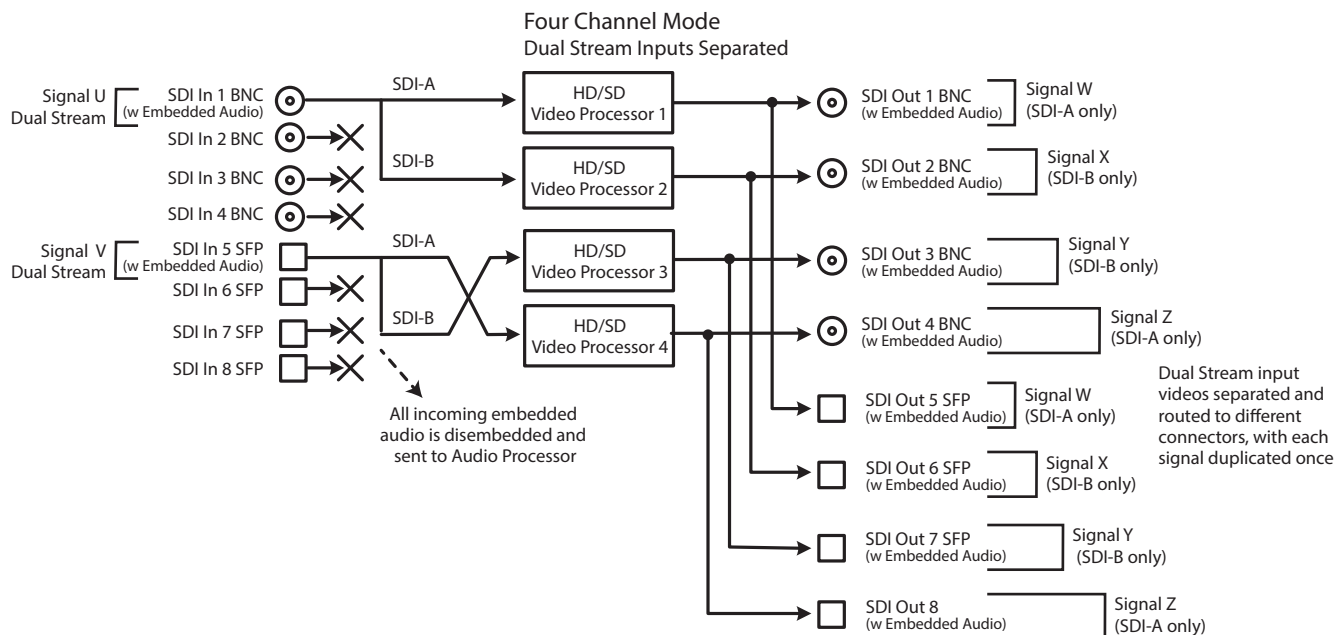 Four Channel Mode
Dual Stream Inputs Separated
Signal U
Dual Stream
SDI In 1 BNC
(w Embedded Audio)
SDI In 2 BNC
SDI In 3 BNC
SDI In 4 BNC
Signal V
Dual Stream
SDI In 5 SFP
(w Embedded Audio)
SDI In 6 SFP
SDI In 7 SFP
SDI In 8 SFP
SDI-A
SDI-B
SDI-A
SDI-B
All incoming embedded
audio is disembedded and
sent to Audio Processor
HD/SD
Video Processor 1
HD/SD
Video Processor 2
HD/SD
Video Processor 3
HD/SD
Video Processor 4
SDI Out 1 BNC
(w Embedded Audio)
Signal W
(SDI-A only)
SDI Out 2 BNC
(w Embedded Audio)
Signal X
(SDI-B only)
SDI Out 3 BNC
(w Embedded Audio)
Signal Y
(SDI-B only)
SDI Out 4 BNC
(w Embedded Audio)
Signal Z
(SDI-A only)
SDI Out 5 SFP
(w Embedded Audio)
Signal W
(SDI-A only)
SDI Out 6 SFP
(w Embedded Audio)
Signal X
(SDI-B only)
SDI Out 7 SFP
(w Embedded Audio)
Signal Y
(SDI-B only)
SDI Out 8
(w Embedded Audio)
Signal Z
(SDI-A only)
Dual Stream input
videos separated and
routed to different
connectors, with each
signal duplicated once